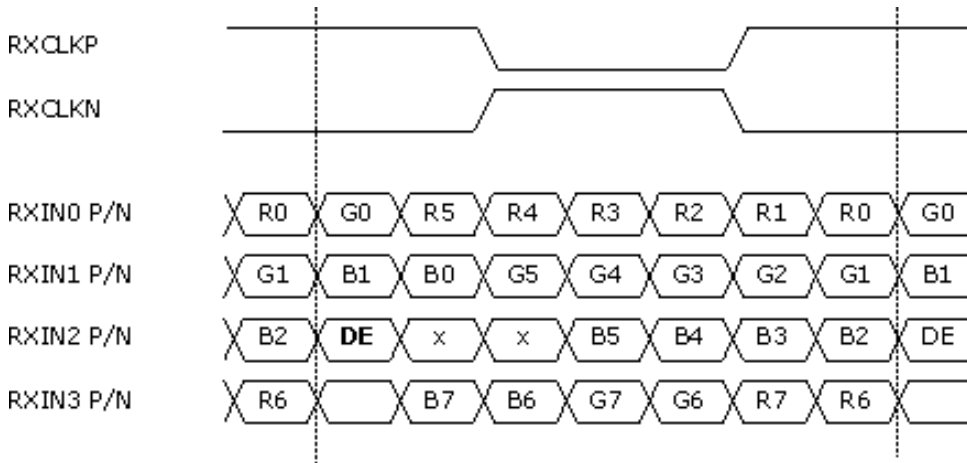 RXCLKP
RXCLKN
RXIN0 P/N R0 G0 R5 R4 R3 R2 R1 R0 G0
RXIN1 P/N G1 B1 B0 G5 G4 G3 G2 G1 B1
RXIN2 P/N B2 DE x x B5 B4 B3 B2 DE
RXIN3 P/N R6 B7 B6 G7 G6 R7 R6